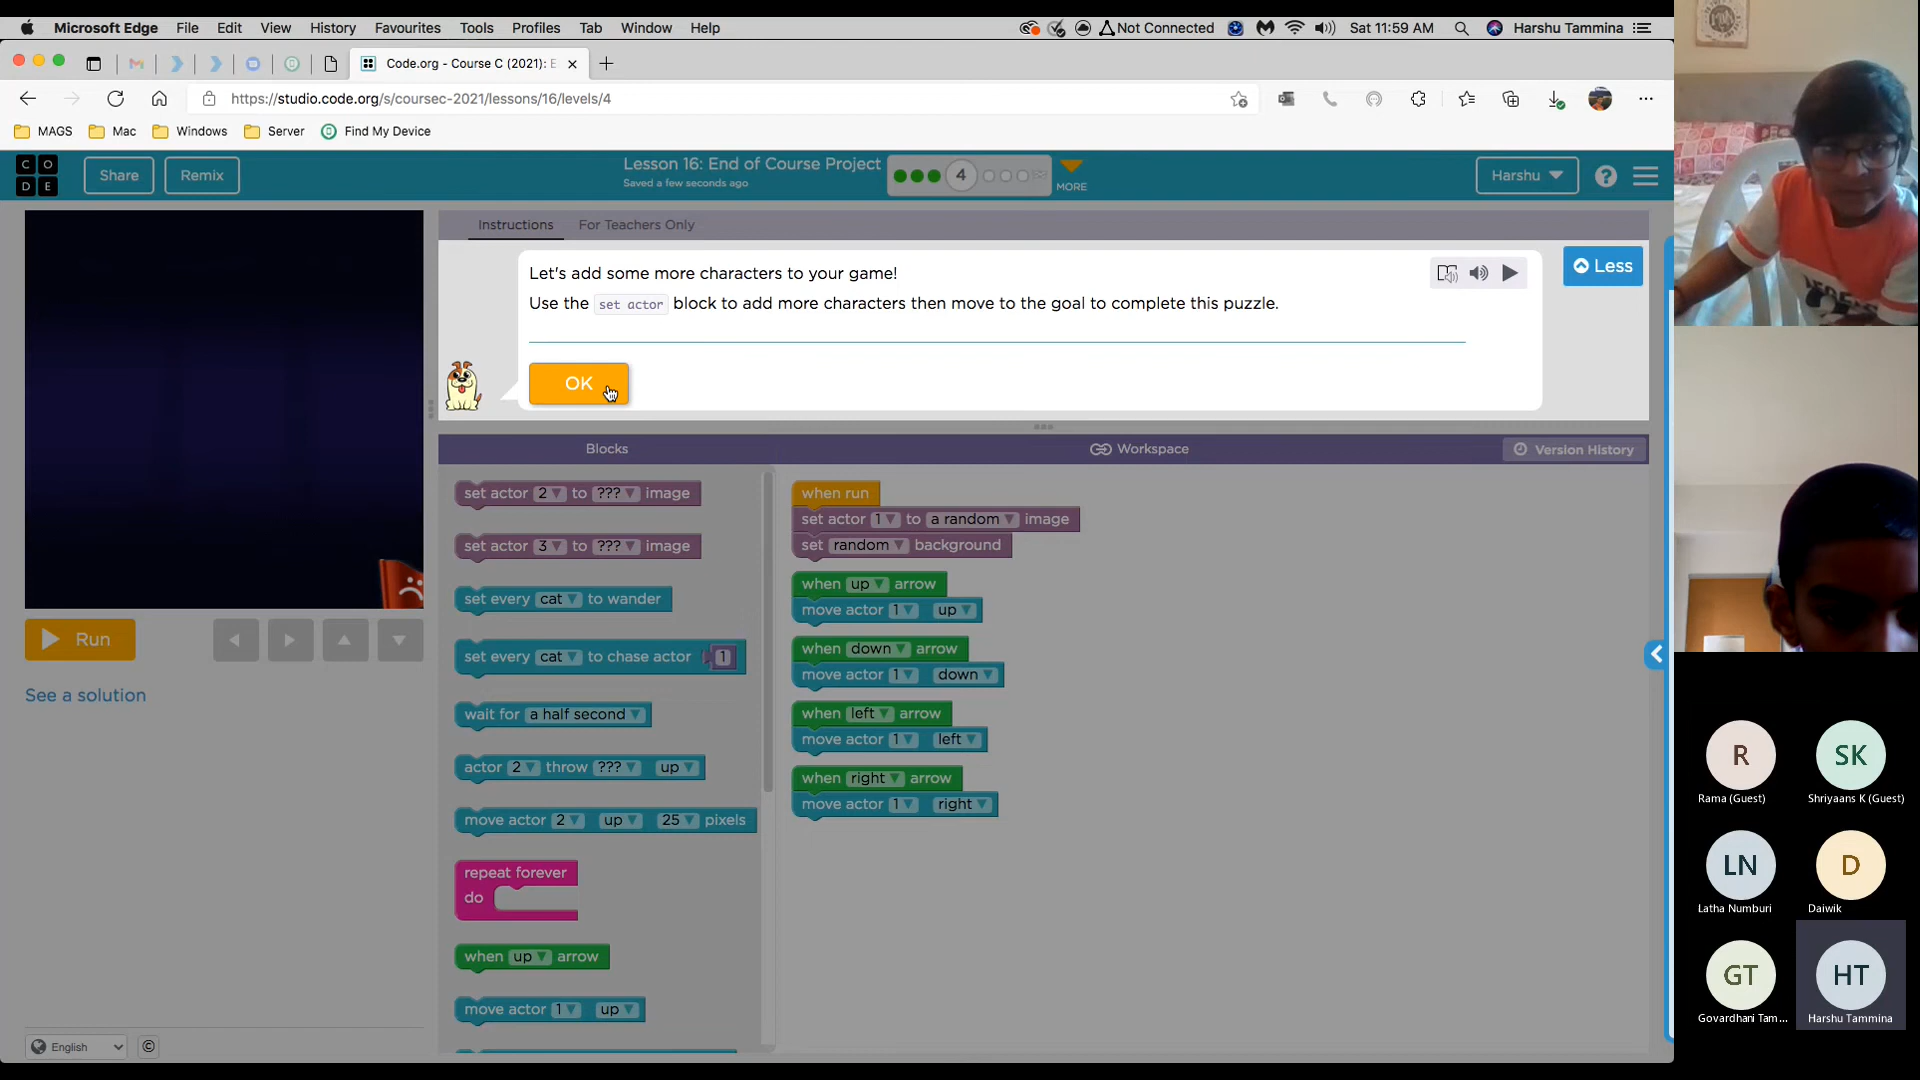 Microsoft Edge File Edit View History Favourites Tools Profiles Tab Window Help Not Connected Sat 11:59 AM Harshu Tammina
Code.org - Course C (2021): E
https://studio.code.org/s/coursec-2021/lessons/16/levels/4
MAGS Mac Windows Server Find My Device
C O D E
Share Remix
Lesson 16: End of Course Project
Saved a few seconds ago
4
MORE
Harshu
?
Instructions For Teachers Only
Let's add some more characters to your game!
Use the set actor block to add more characters then move to the goal to complete this puzzle.
Less
OK
Run
See a solution
English
©
Blocks
set actor 2 to ??? image
set actor 3 to ??? image
set every cat to wander
set every cat to chase actor 1
wait for a half second
actor 2 throw ??? up
move actor 2 up 25 pixels
repeat forever
do
when up arrow
move actor 1 up
Workspace
Version History
when run
set actor 1 to a random image
set random background
when up arrow
move actor 1 up
when down arrow
move actor 1 down
when left arrow
move actor 1 left
when right arrow
move actor 1 right
R
Rama (Guest)
SK
Shriyaans K (Guest)
LN
Latha Numburi
D
Daiwik
GT
Govardhani Tam...
HT
Harshu Tammina